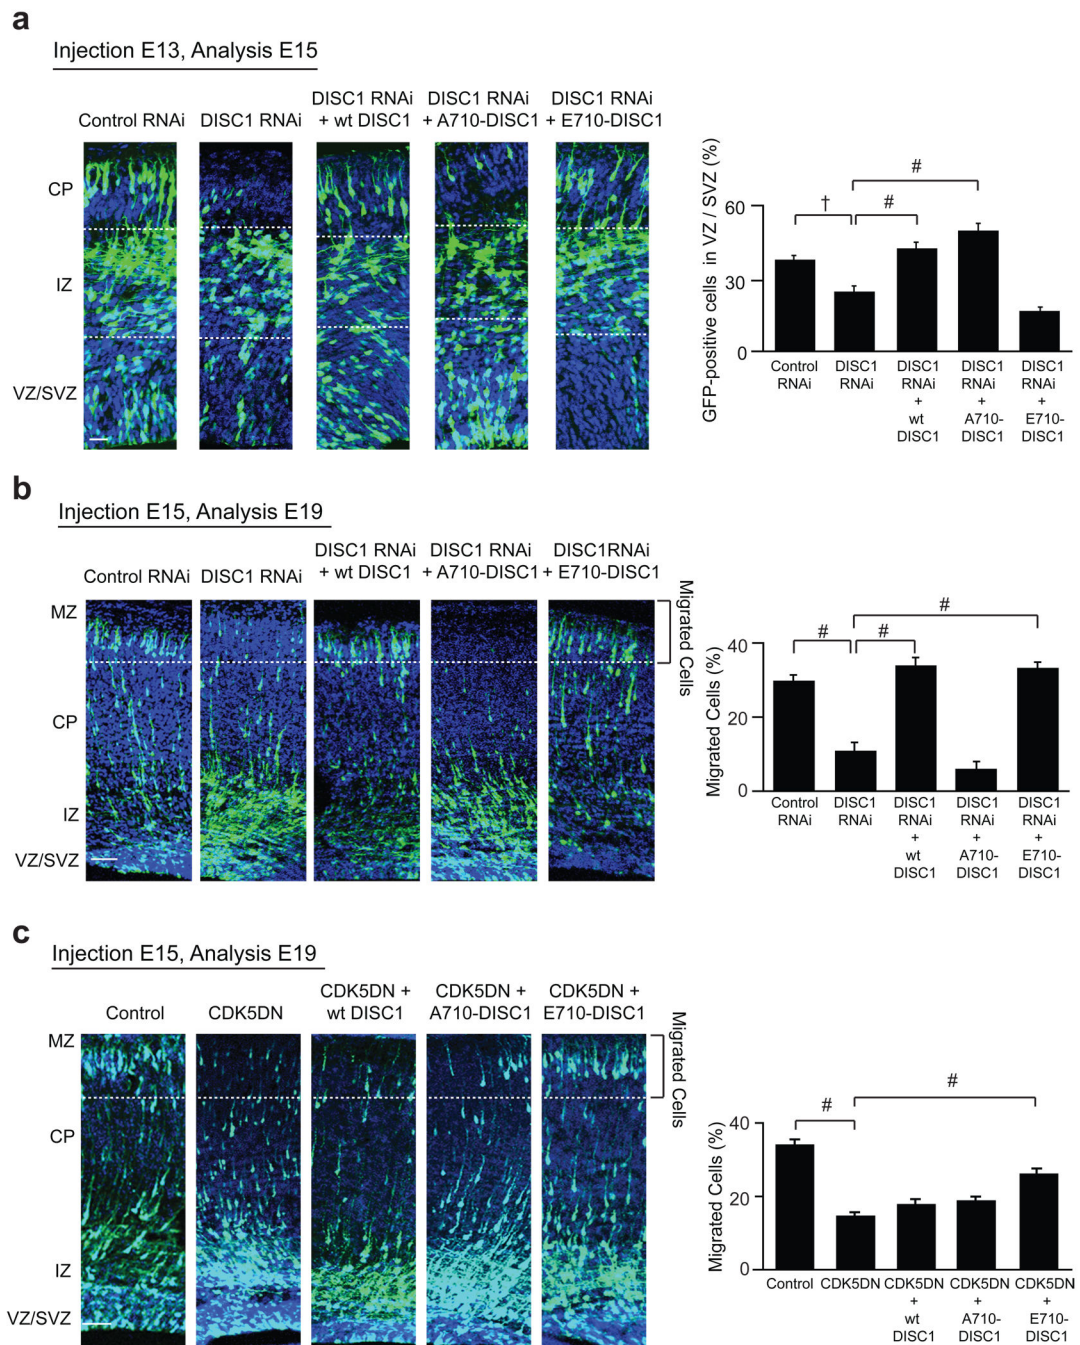 a
Injection E13, Analysis E15
Control RNAi
DISC1 RNAi
DISC1 RNAi
+ wt DISC1
DISC1 RNAi
+ A710-DISC1
DISC1 RNAi
+ E710-DISC1
CP
IZ
VZ/SVZ
GFP-positive cells in VZ / SVZ (%)
60
30
0
†
#
#
Control
RNAi
DISC1
RNAi
DISC1
RNAi
+
wt
DISC1
DISC1
RNAi
+
A710-
DISC1
DISC1
RNAi
+
E710-
DISC1
b
Injection E15, Analysis E19
Control RNAi
DISC1 RNAi
DISC1 RNAi
+ wt DISC1
DISC1 RNAi
+ A710-DISC1
DISC1RNAi
+ E710-DISC1
MZ
CP
IZ
VZ/SVZ
Migrated Cells
Migrated Cells (%)
40
20
0
#
#
#
Control
RNAi
DISC1
RNAi
DISC1
RNAi
+
wt
DISC1
DISC1
RNAi
+
A710-
DISC1
DISC1
RNAi
+
E710-
DISC1
c
Injection E15, Analysis E19
Control
CDK5DN
CDK5DN +
wt DISC1
CDK5DN +
A710-DISC1
CDK5DN +
E710-DISC1
MZ
CP
IZ
VZ/SVZ
Migrated Cells
Migrated Cells (%)
40
20
0
#
#
Control
CDK5DN
CDK5DN
+
wt
DISC1
CDK5DN
+
A710-
DISC1
CDK5DN
+
E710-
DISC1